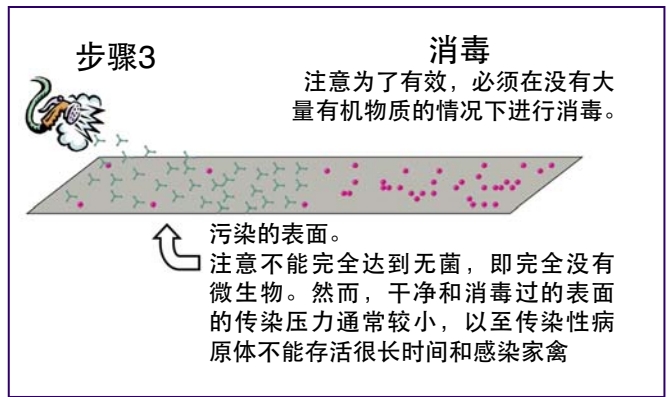 步骤3
消毒
注意为了有效，必须在没有大
量有机物质的情况下进行消毒。
污染的表面。
注意不能完全达到无菌，即完全没有
微生物。然而，干净和消毒过的表面
的传染压力通常较小，以至传染性病
原体不能存活很长时间和感染家禽